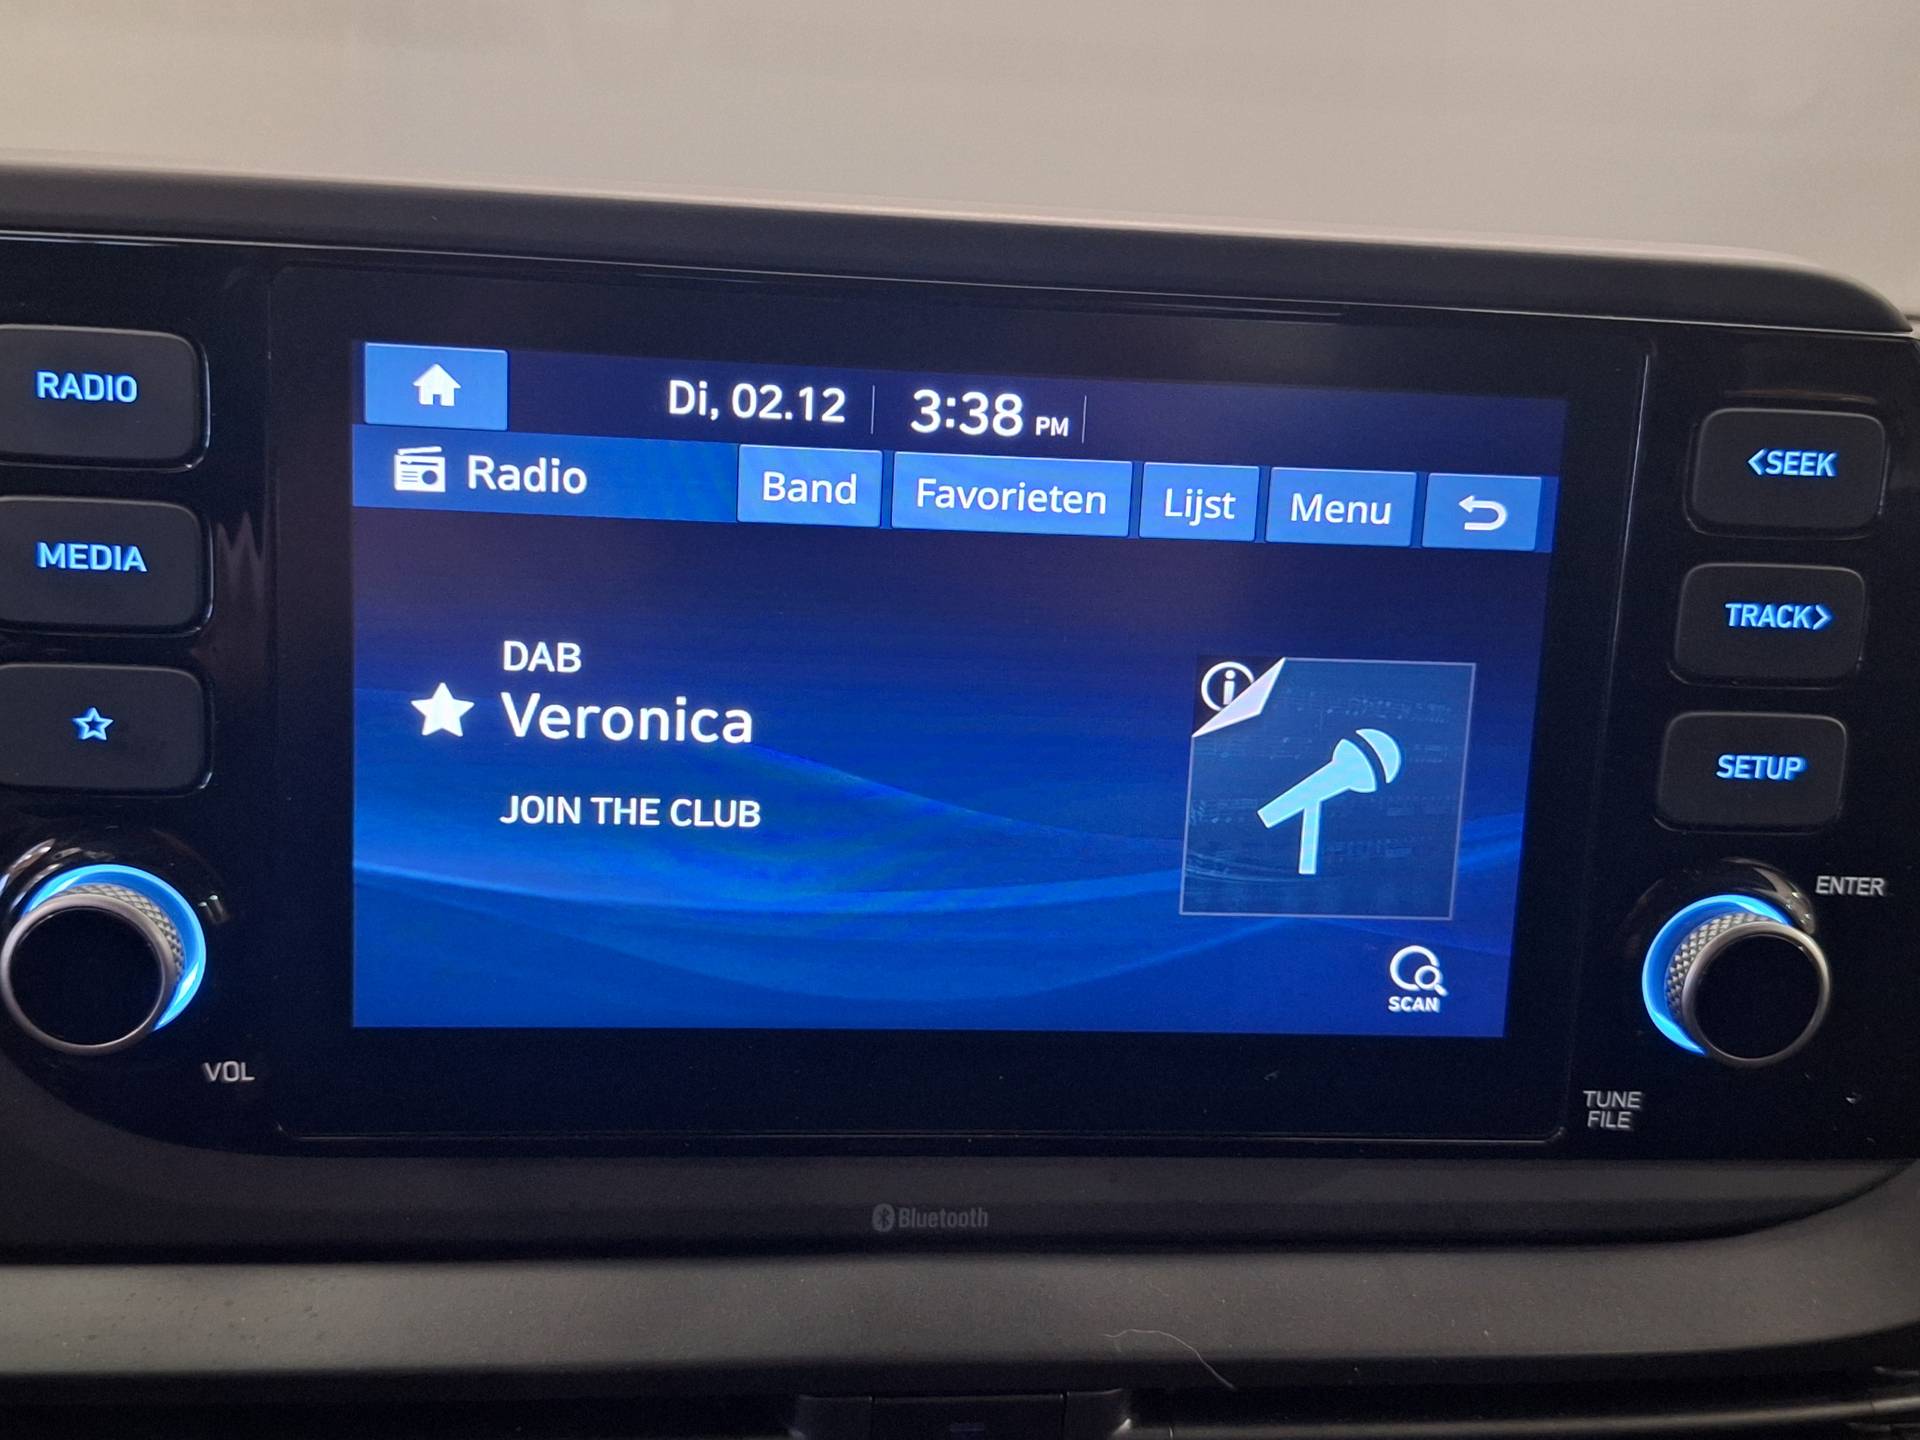 RADIO
MEDIA
VOL
Di, 02.12
3:38 PM
Radio
Band
Favorieten
Lijst
Menu
DAB
Veronica
JOIN THE CLUB
SCAN
<SEEK
TRACK>
SETUP
ENTER
TUNE
FILE
Bluetooth